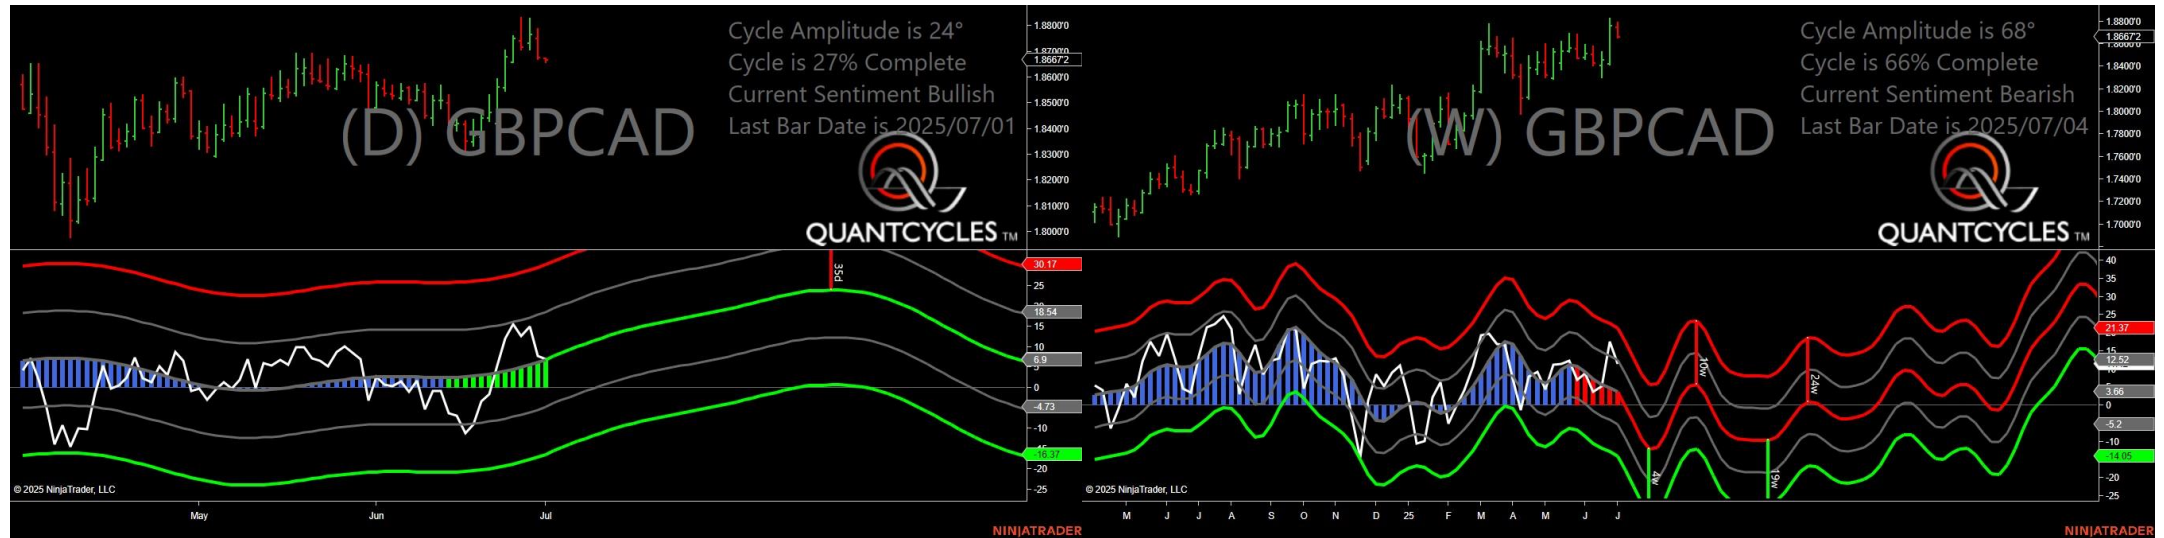 Cycle Amplitude is 24°
Cycle is 27% Complete
Current Sentiment Bullish
Last Bar Date is 2025/07/01
(D) GBPCAD
QUANTCYCLES TM
1.8800'0
1.8700'0
1.8667'2
1.8600'0
1.8500'0
1.8400'0
1.8300'0
1.8200'0
1.8100'0
1.8000'0
35d
30.17
25
18.54
15
10
6.9
5
0
-4.73
-10
-16.37
-20
-25
© 2025 NinjaTrader, LLC
May
Jun
Jul
NINJATRADER
Cycle Amplitude is 68°
Cycle is 66% Complete
Current Sentiment Bearish
Last Bar Date is 2025/07/04
(W) GBPCAD
QUANTCYCLES TM
1.8800'0
1.8667'2
1.8600'0
1.8400'0
1.8200'0
1.8000'0
1.7800'0
1.7600'0
1.7400'0
1.7200'0
1.7000'0
10w
24w
4w
19w
40
35
30
25
21.37
15
12.52
3.66
0
-5.2
-10
-14.05
-20
-25
© 2025 NinjaTrader, LLC
M
J
J
A
S
O
N
D
25
F
M
A
M
J
J
NINJATRADER